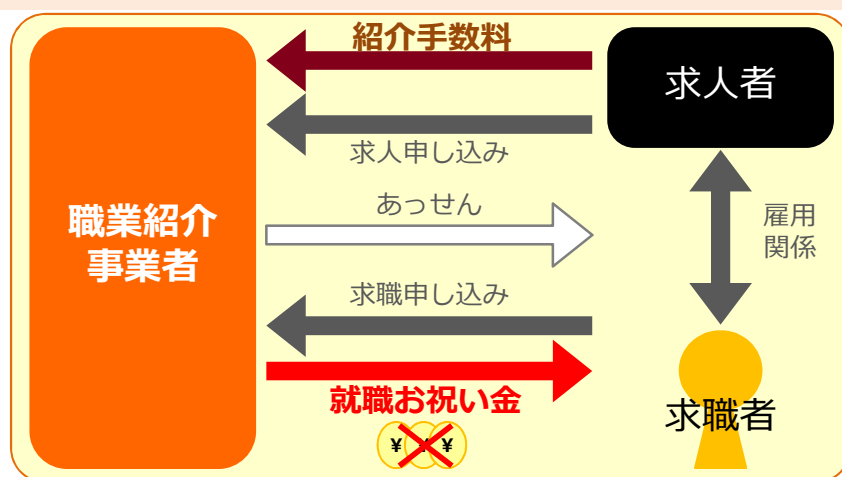 紹介手数料
求人者
求人申し込み
職業紹介
事業者
あっせん
雇用
関係
求職申し込み
就職お祝い金
求職者
¥ ¥ ¥